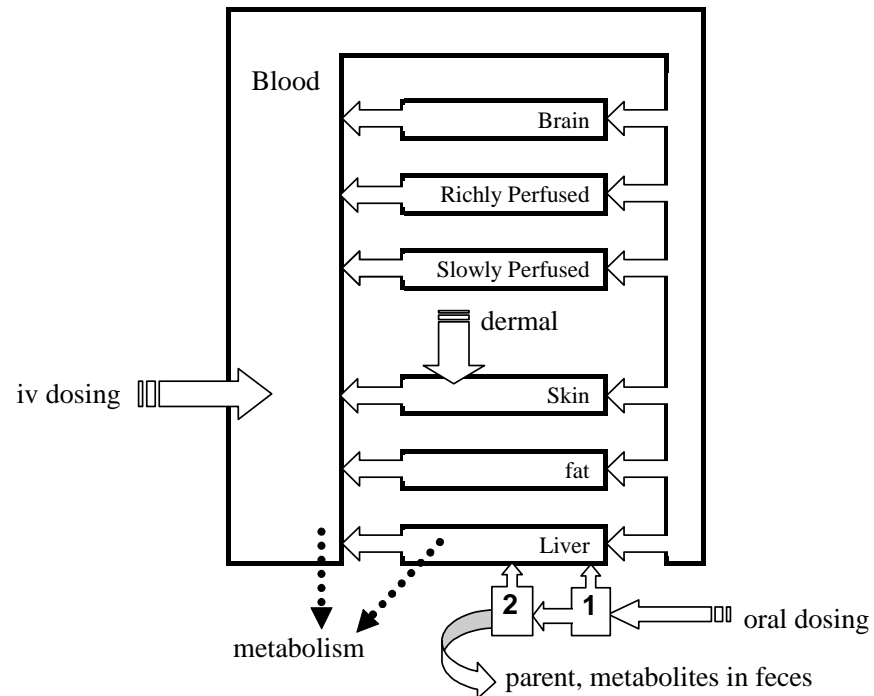 Blood
Brain
Richly Perfused
Slowly Perfused
dermal
iv dosing
Skin
fat
Liver
2
1
oral dosing
metabolism
parent, metabolites in feces